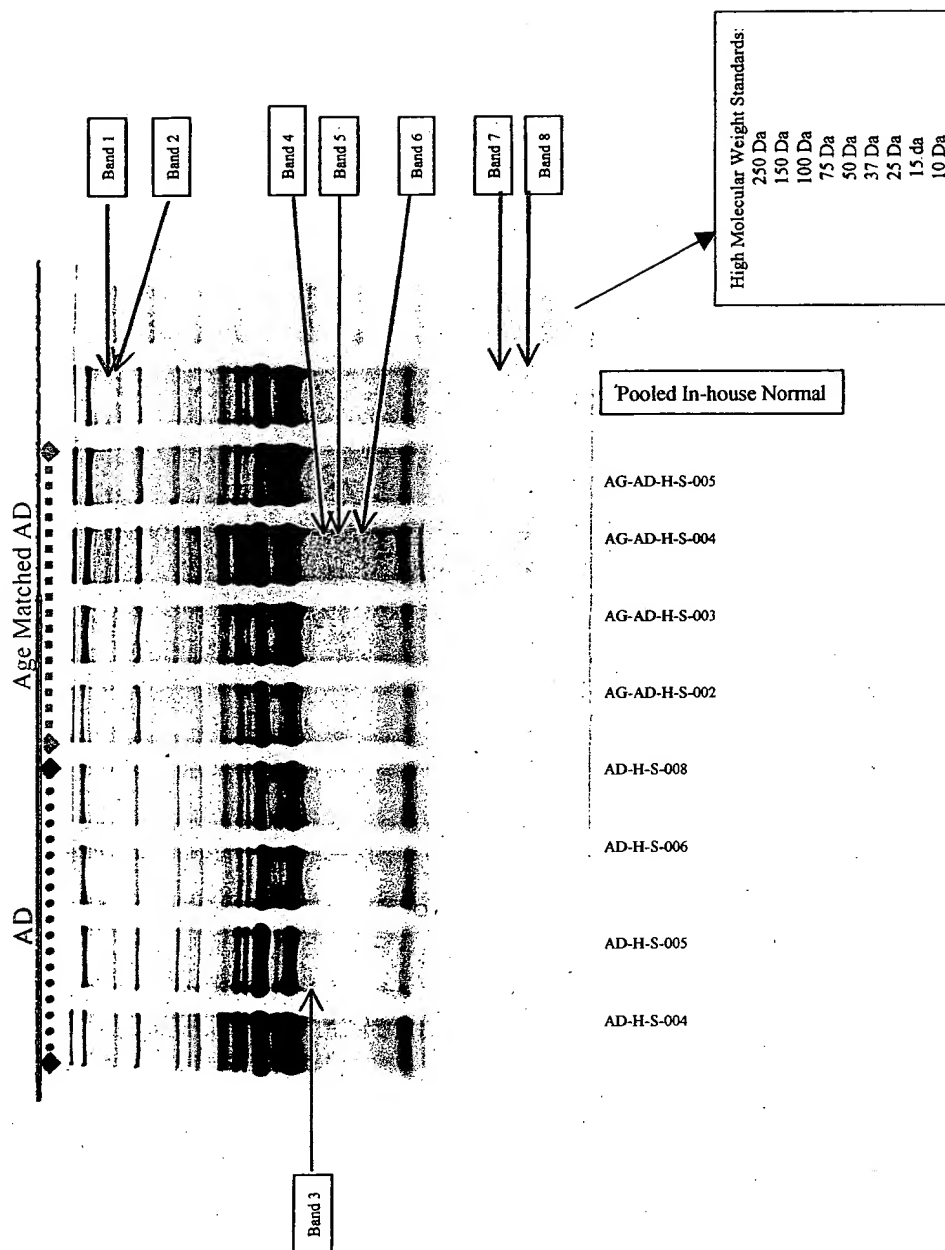 AD
Age Matched AD
Band 1
Band 2
Band 4
Band 5
Band 6
Band 7
Band 8
Band 3
High Molecular Weight Standards:
250 Da
150 Da
100 Da
75 Da
50 Da
37 Da
25 Da
15.da
10 Da
Pooled In-house Normal
AG-AD-H-S-005
AG-AD-H-S-004
AG-AD-H-S-003
AG-AD-H-S-002
AD-H-S-008
AD-H-S-006
AD-H-S-005
AD-H-S-004